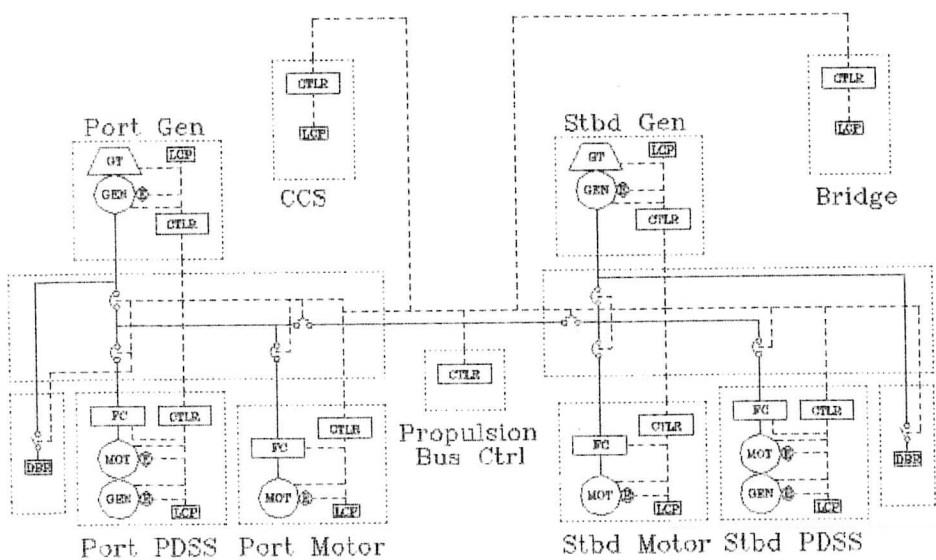 CTLR
CTLR
LCP
LCP
Port Gen
Stbd Gen
GT
LCP
GT
LCP
GEN
E
CCS
GEN
E
Bridge
CTLR
CTLR
CTLR
Propulsion
Bus Ctrl
FC
CTLR
CTLR
CTLR
FC
CTLR
FC
FC
MOT
E
MOT
E
DBR
DBR
GEN
E
LCP
MOT
E
LCP
MOT
E
LCP
GEN
E
LCP
Port PDSS
Port Motor
Stbd Motor
Stbd PDSS